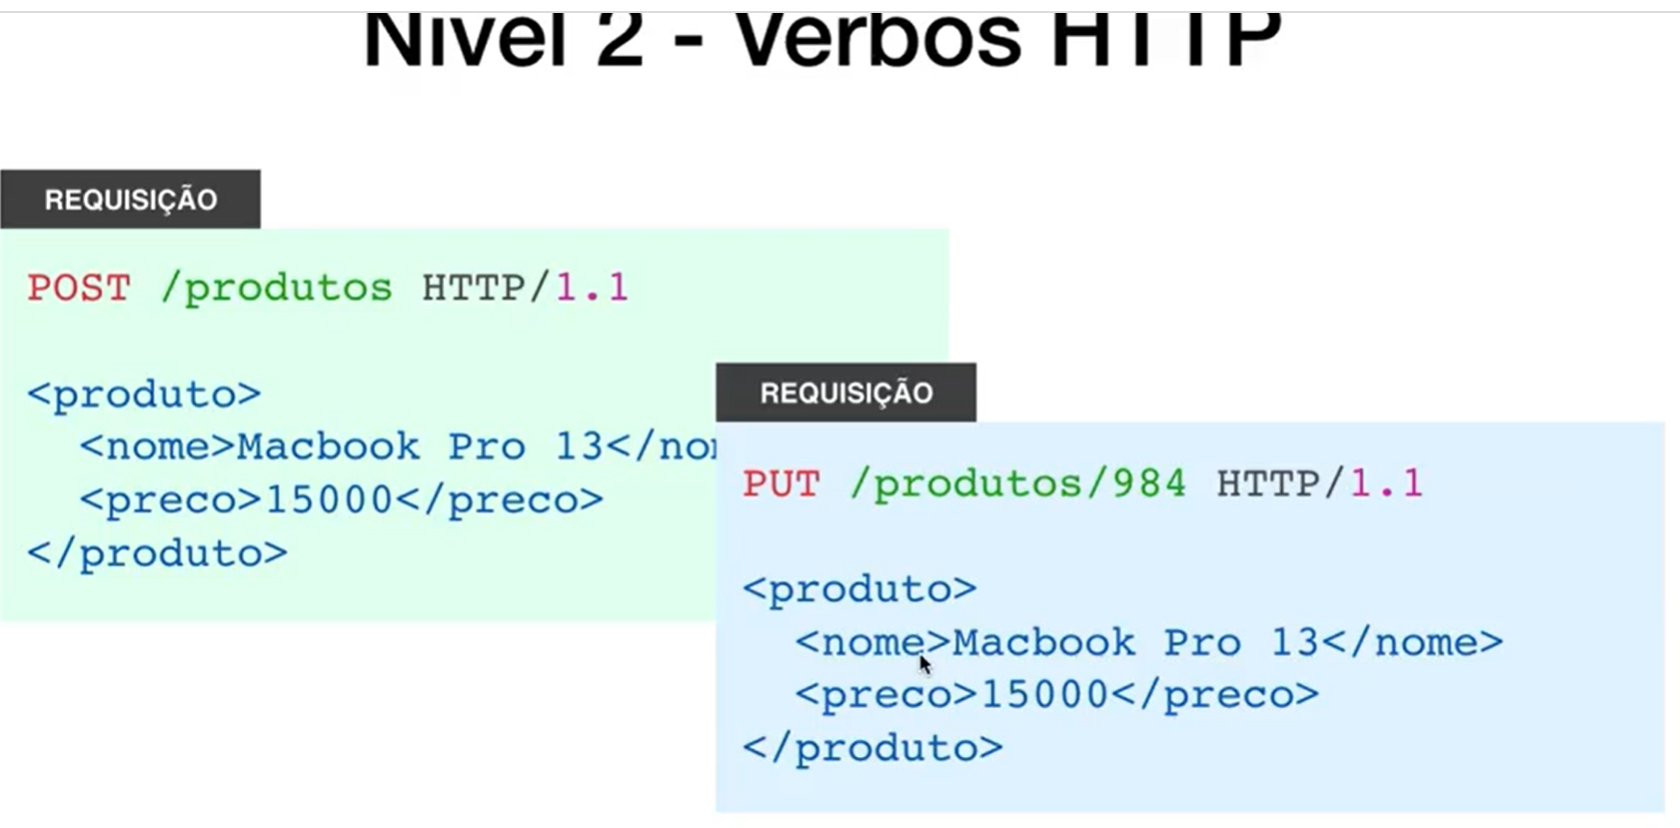 Nível 2 - Verbos HTTP
REQUISIÇÃO
POST /produtos HTTP/1.1
<produto>
<nome>Macbook Pro 13</no
<preco>15000</preco>
</produto>
REQUISIÇÃO
PUT /produtos/984 HTTP/1.1
<produto>
<nome>Macbook Pro 13</nome>
<preco>15000</preco>
</produto>